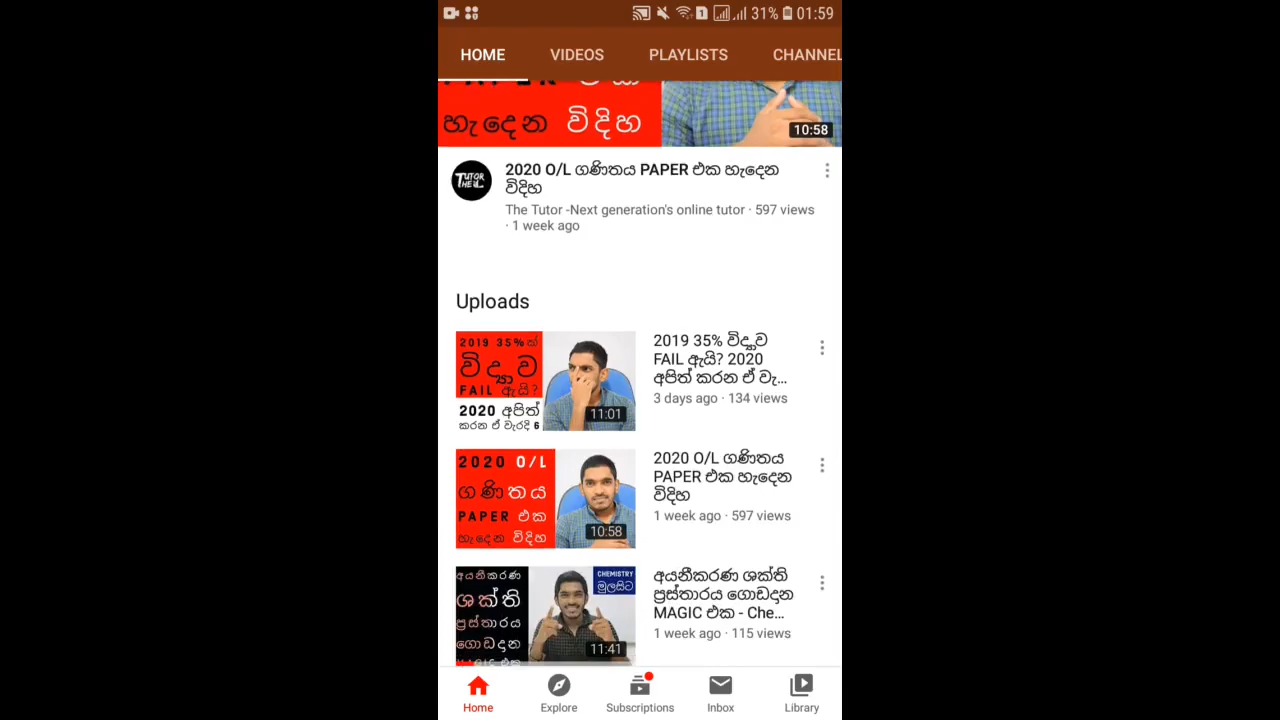 31% 01:59
HOME VIDEOS PLAYLISTS CHANNEL
හැදෙන විදිහ
10:58
TUTOR
THE
2020 O/L ගණිතය PAPER එක හැදෙන
විදිහ
The Tutor -Next generation's online tutor · 597 views
· 1 week ago
Uploads
2019 35%ක්
විද්‍යාව
FAIL ඇයි?
2020 අපිත්
කරන ඒ වැරදි 6
11:01
2019 35% විද්‍යාව
FAIL ඇයි? 2020
අපිත් කරන ඒ වැ...
3 days ago · 134 views
2020 O/L
ගණිතය
PAPER එක
හැදෙන විදිහ
10:58
2020 O/L ගණිතය
PAPER එක හැදෙන
විදිහ
1 week ago · 597 views
අයනීකරණ
ශක්ති
ප්‍රස්තාරය
ගොඩදාන
MAGIC එක
CHEMISTRY
මුලසිට
11:41
අයනීකරණ ශක්ති
ප්‍රස්තාරය ගොඩදාන
MAGIC එක - Che...
1 week ago · 115 views
Home Explore Subscriptions Inbox Library